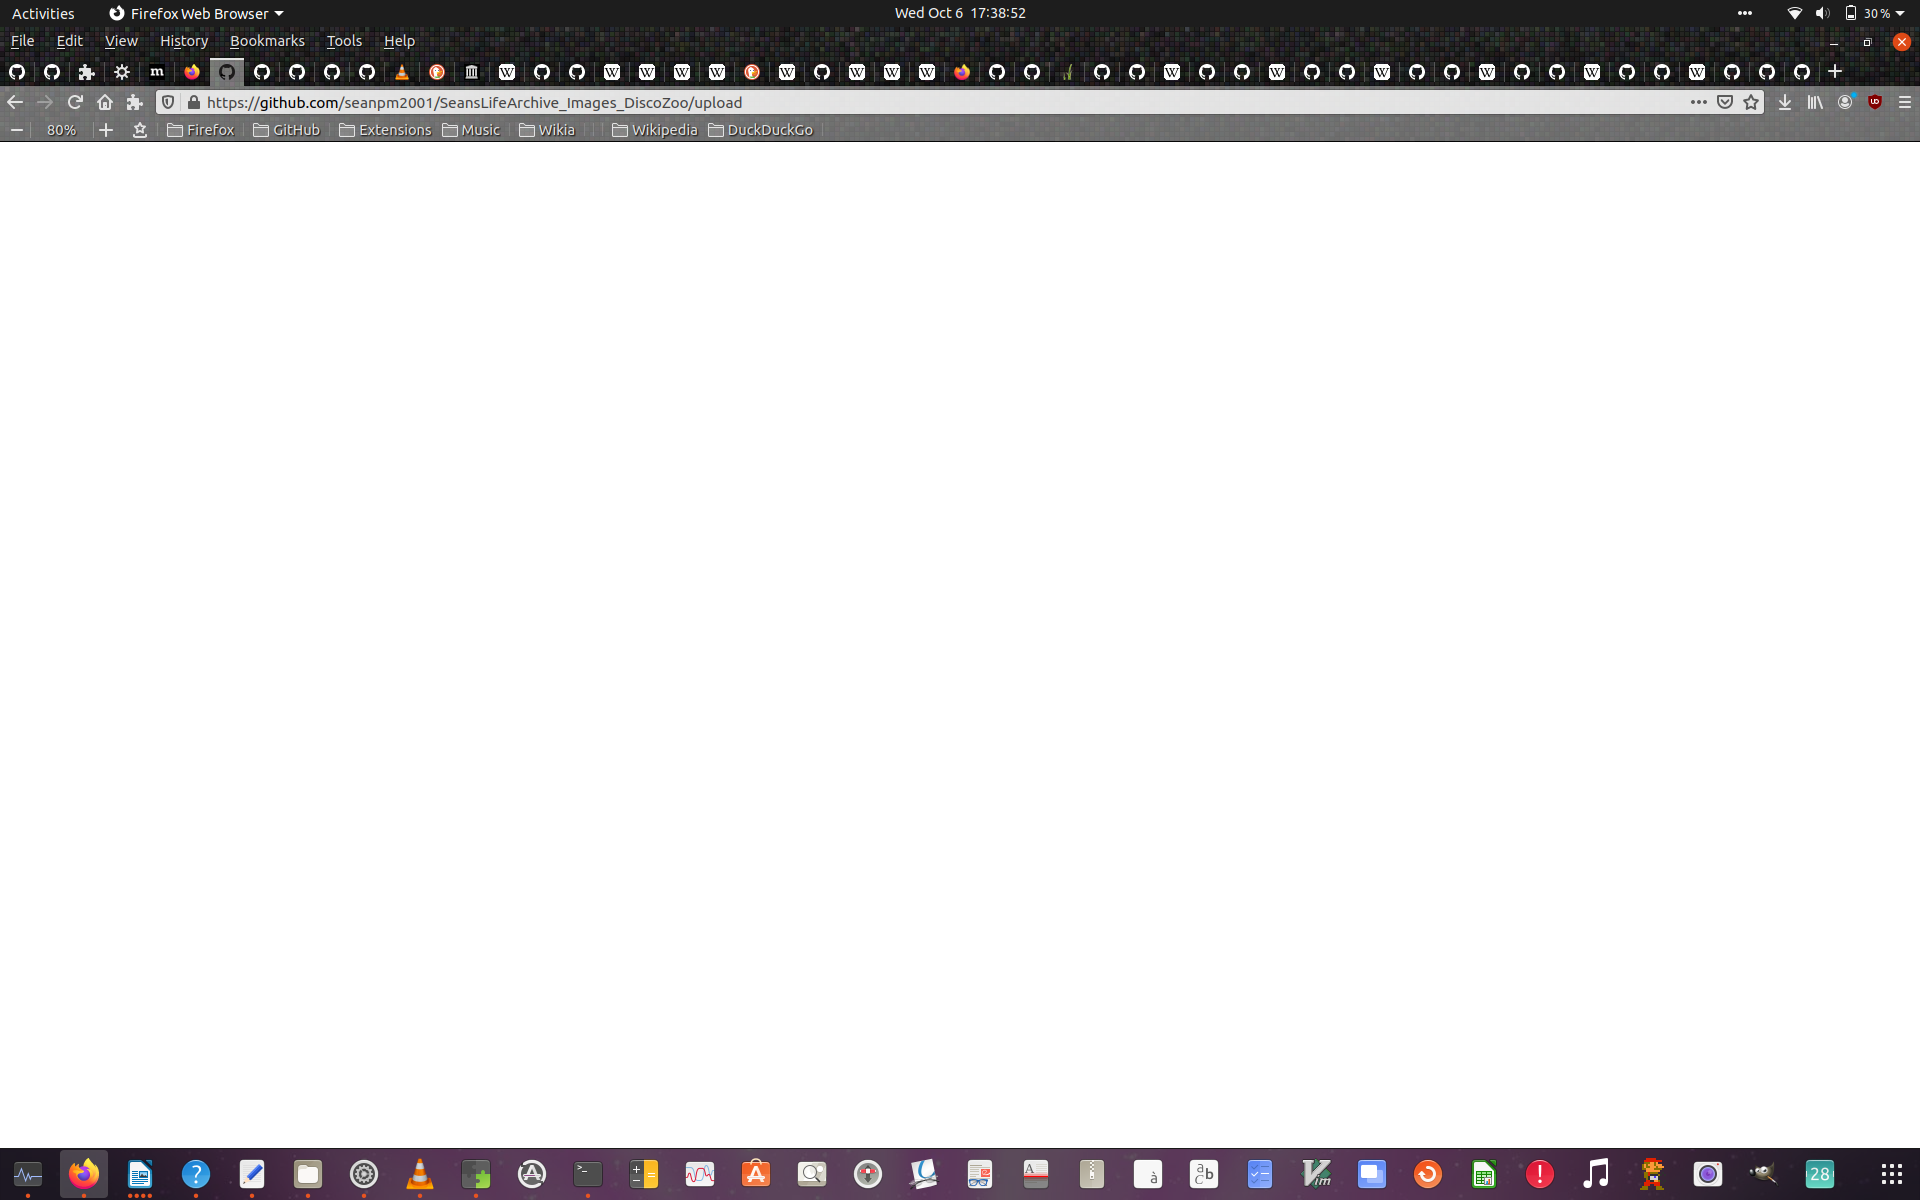 Activities Firefox Web Browser Wed Oct 6 17:38:52 30 %
File Edit View History Bookmarks Tools Help
https://github.com/seanpm2001/SeansLifeArchive_Images_DiscoZoo/upload
80% Firefox GitHub Extensions Music Wikia Wikipedia DuckDuckGo
28